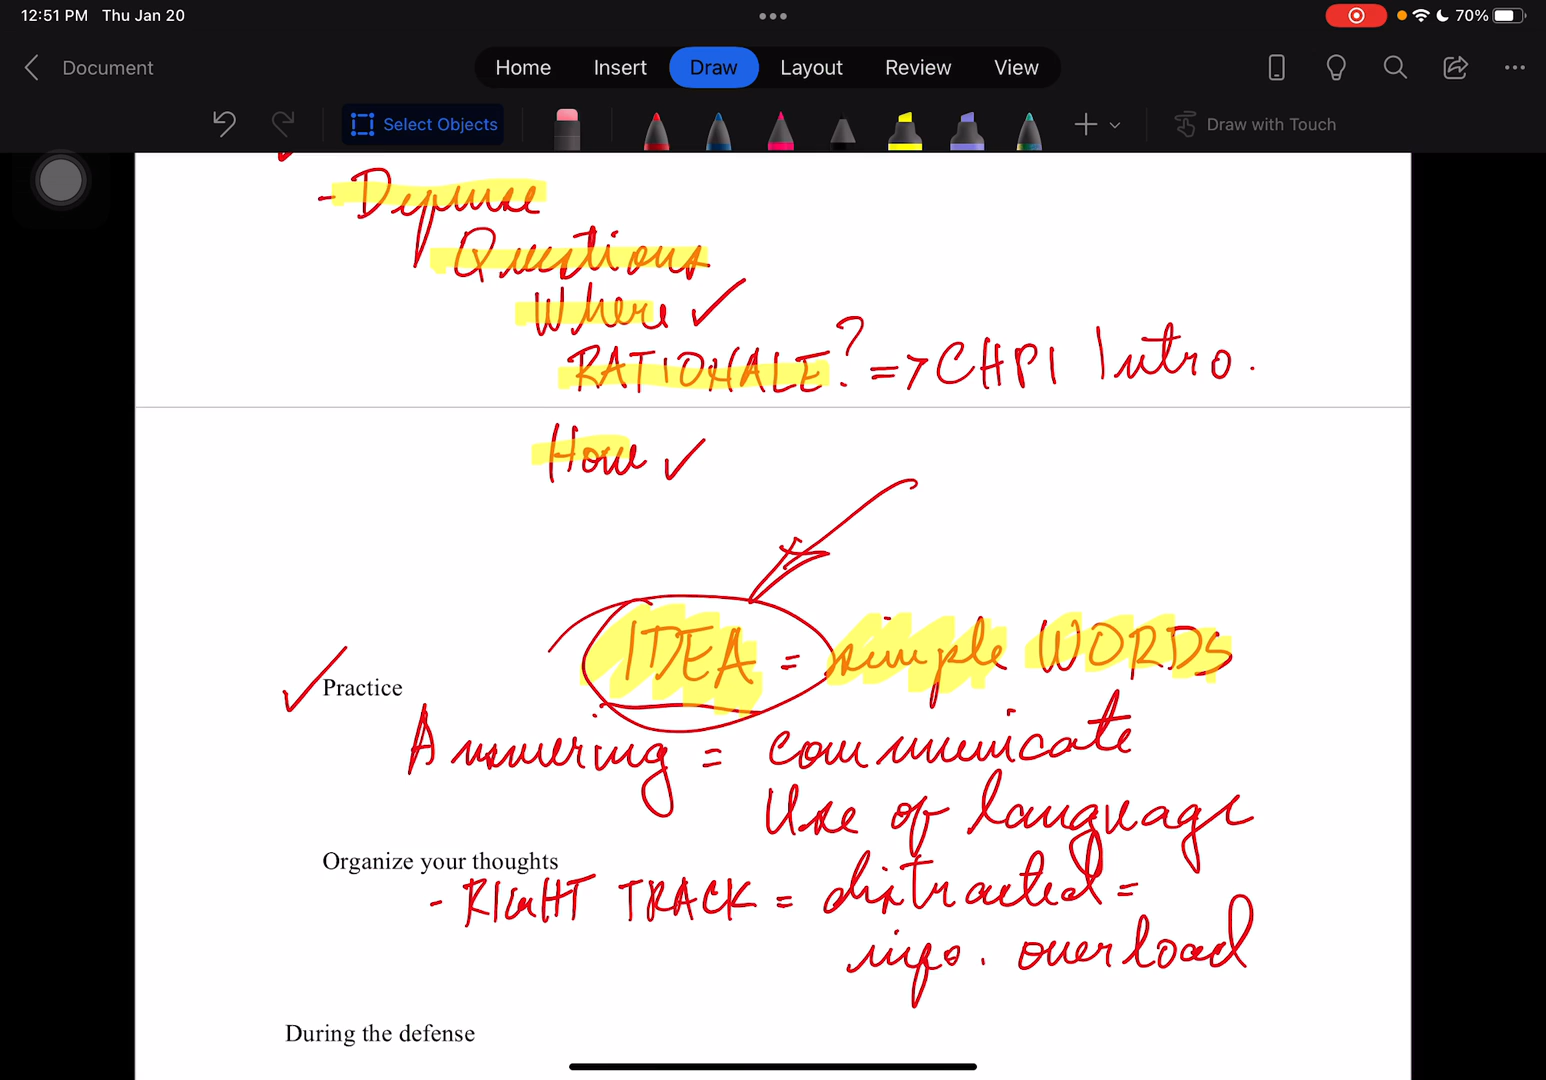 12:51 PM Thu Jan 20
70%
Document
Home Insert Draw Layout Review View
Select Objects
Draw with Touch
- Defense
Questions
Where ✓
RATIONALE? => CHP1 Intro.
How ✓
IDEA = simple WORDS
✓ Practice
Answering = communicate
Use of language
Organize your thoughts
- RIGHT TRACK = distracted =
info. overload
During the defense